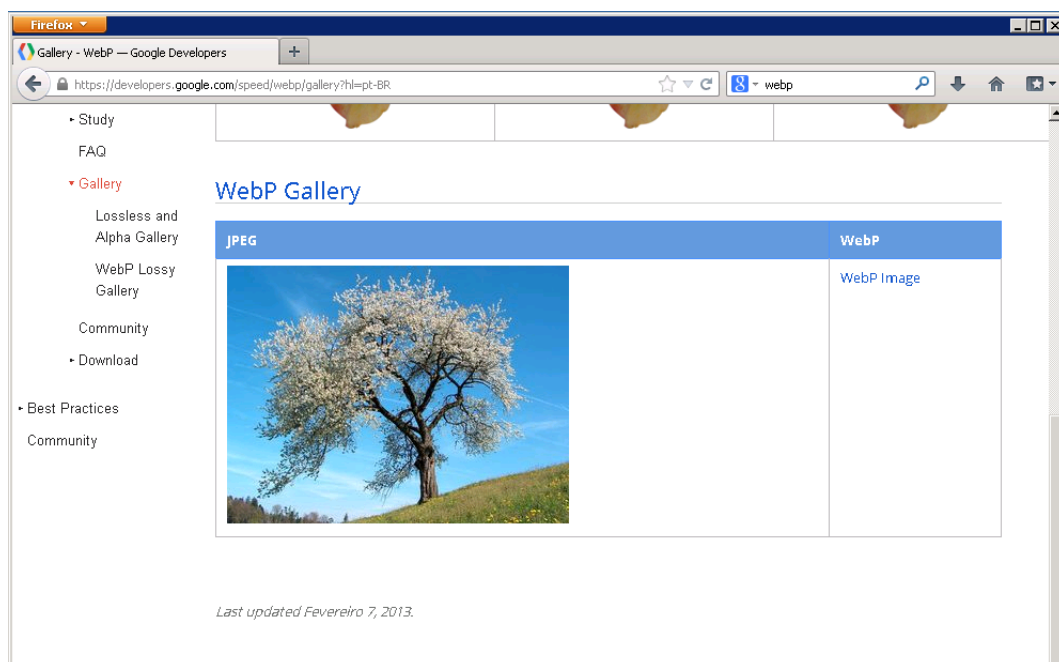 Firefox
Gallery - WebP — Google Developers
https://developers.google.com/speed/webp/gallery?hl=pt-BR
webp
Study
FAQ
Gallery
Lossless and
Alpha Gallery
WebP Lossy
Gallery
Community
Download
Best Practices
Community
WebP Gallery
JPEG
WebP
WebP Image
Last updated Fevereiro 7, 2013.